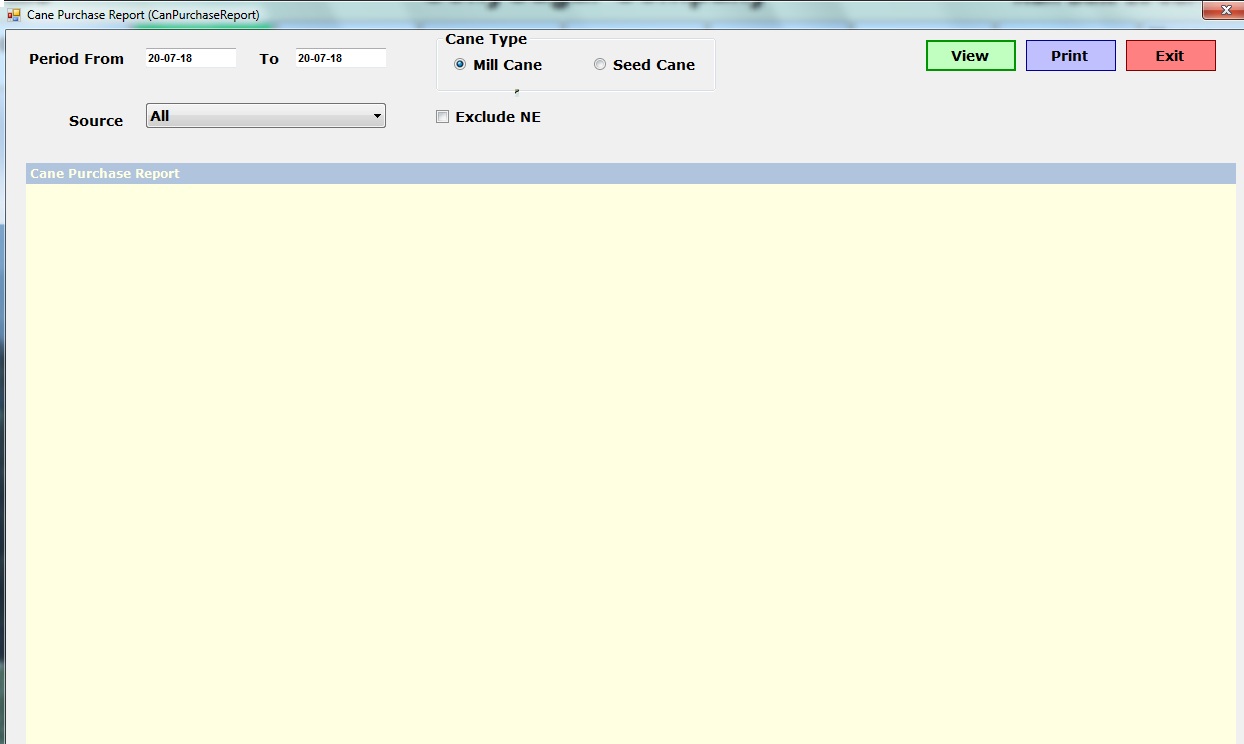 Cane Purchase Report (CanPurchaseReport)
Period From 20-07-18 To 20-07-18
Cane Type
Mill Cane Seed Cane
View Print Exit
Source All
Exclude NE
Cane Purchase Report